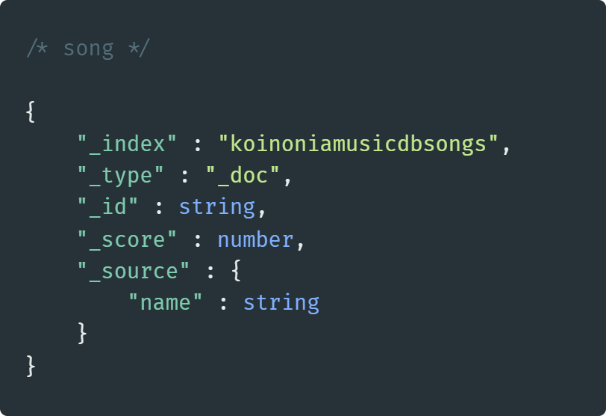 /* song */
{
"_index" : "koinoniamusicdbsongs",
"_type" : "_doc",
"_id" : string,
"_score" : number,
"_source" : {
"name" : string
}
}